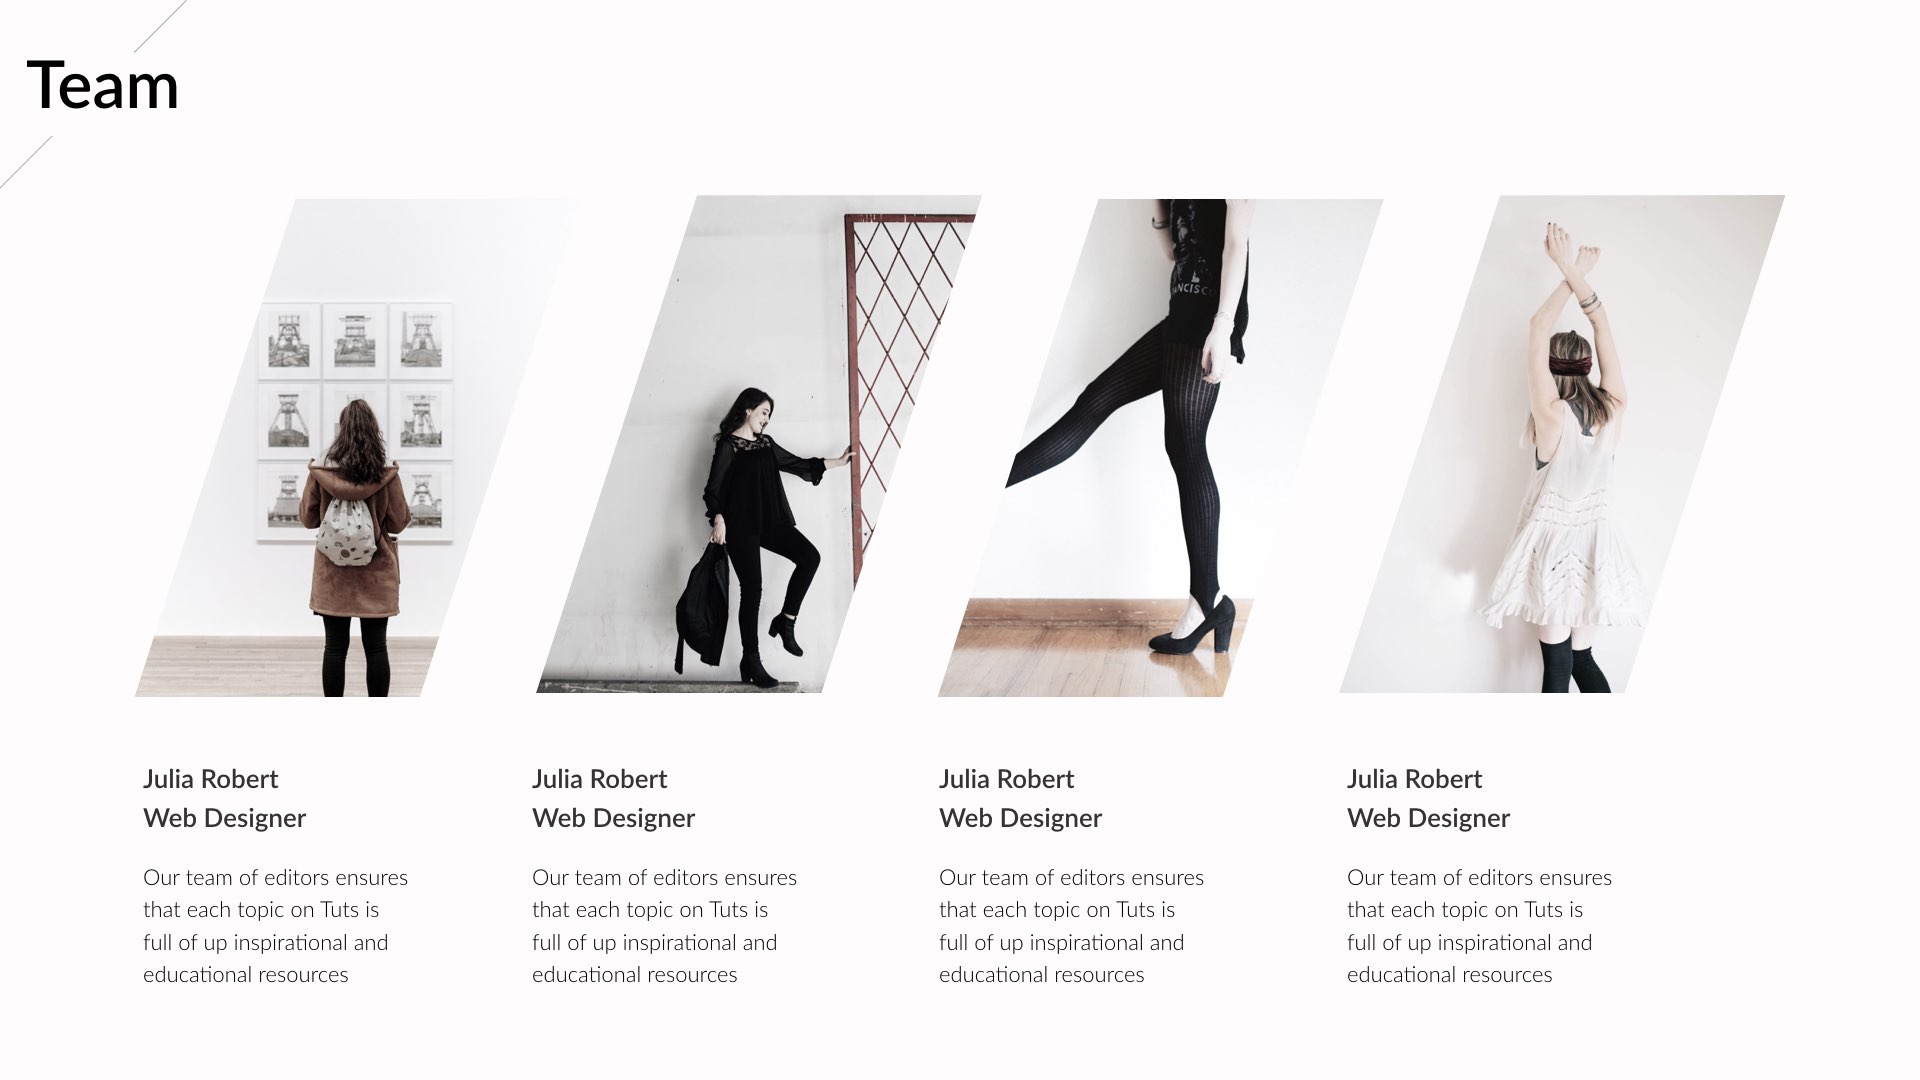 Team
Julia Robert
Web Designer
Our team of editors ensures
that each topic on Tuts is
full of up inspirational and
educational resources
Julia Robert
Web Designer
Our team of editors ensures
that each topic on Tuts is
full of up inspirational and
educational resources
ANCISCO
Julia Robert
Web Designer
Our team of editors ensures
that each topic on Tuts is
full of up inspirational and
educational resources
Julia Robert
Web Designer
Our team of editors ensures
that each topic on Tuts is
full of up inspirational and
educational resources